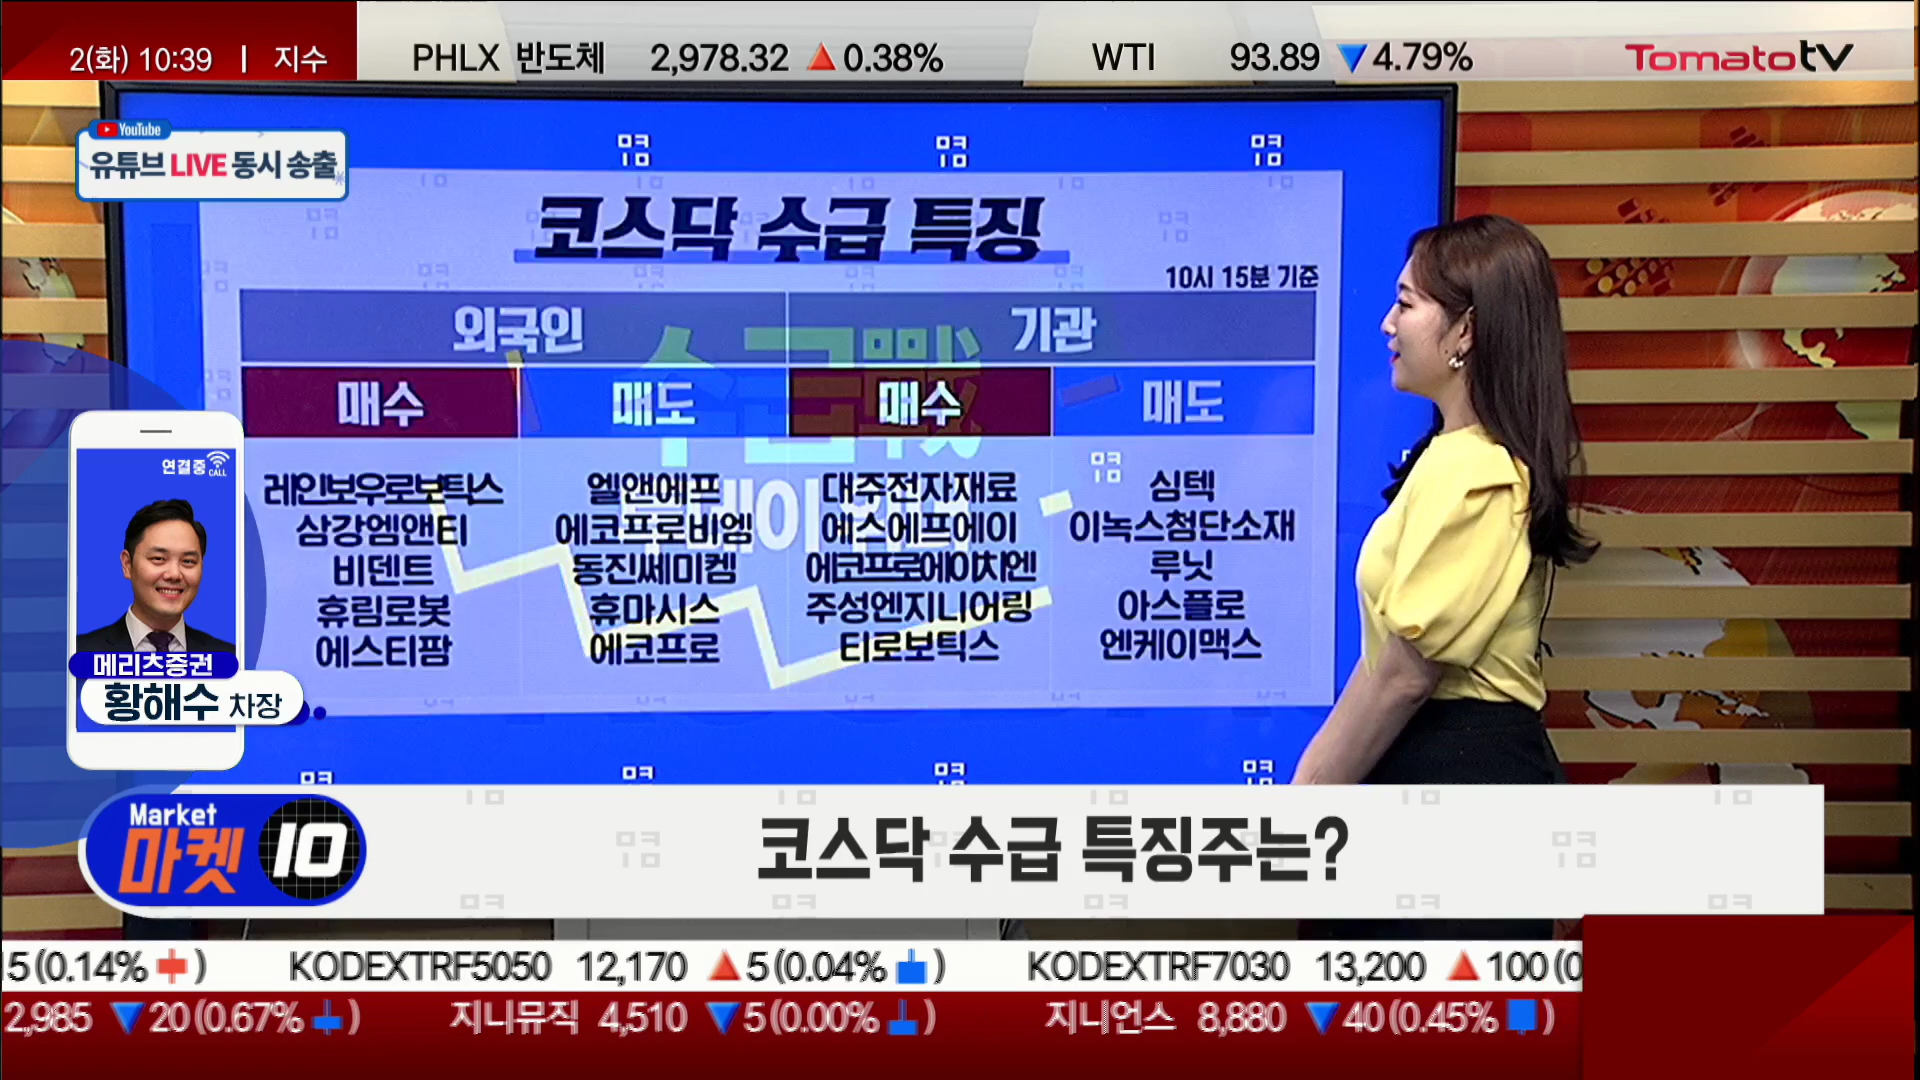 2(화) 10:39 | 지수
PHLX 반도체 2,978.32 ▲ 0.38%
WTI 93.89 ▼ 4.79%
Tomatotv
YouTube
유튜브 LIVE 동시 송출
코스닥 수급 특징
10시 15분 기준
외국인 기관
매수 매도 매수 매도
레인보우로보틱스 엘앤에프 대주전자재료 심텍
삼강엠앤티 에코프로비엠 에스에프에이 이녹스첨단소재
비덴트 동진쎄미켐 에코프로에이치엔 루닛
휴림로봇 휴마시스 주성엔지니어링 아스플로
에스티팜 에코프로 티로보틱스 엔케이맥스
연결중
CALL
메리츠증권
황해수 차장
Market
마켓 10
코스닥 수급 특징주는?
15(0.14% ) KODEXTRF5050 12,170 ▲ 5(0.04% ) KODEXTRF7030 13,200 ▲ 100(0
2,985 ▼ 20(0.67% ) 지니뮤직 4,510 ▼ 5(0.00% ) 지니언스 8,880 ▼ 40(0.45% )